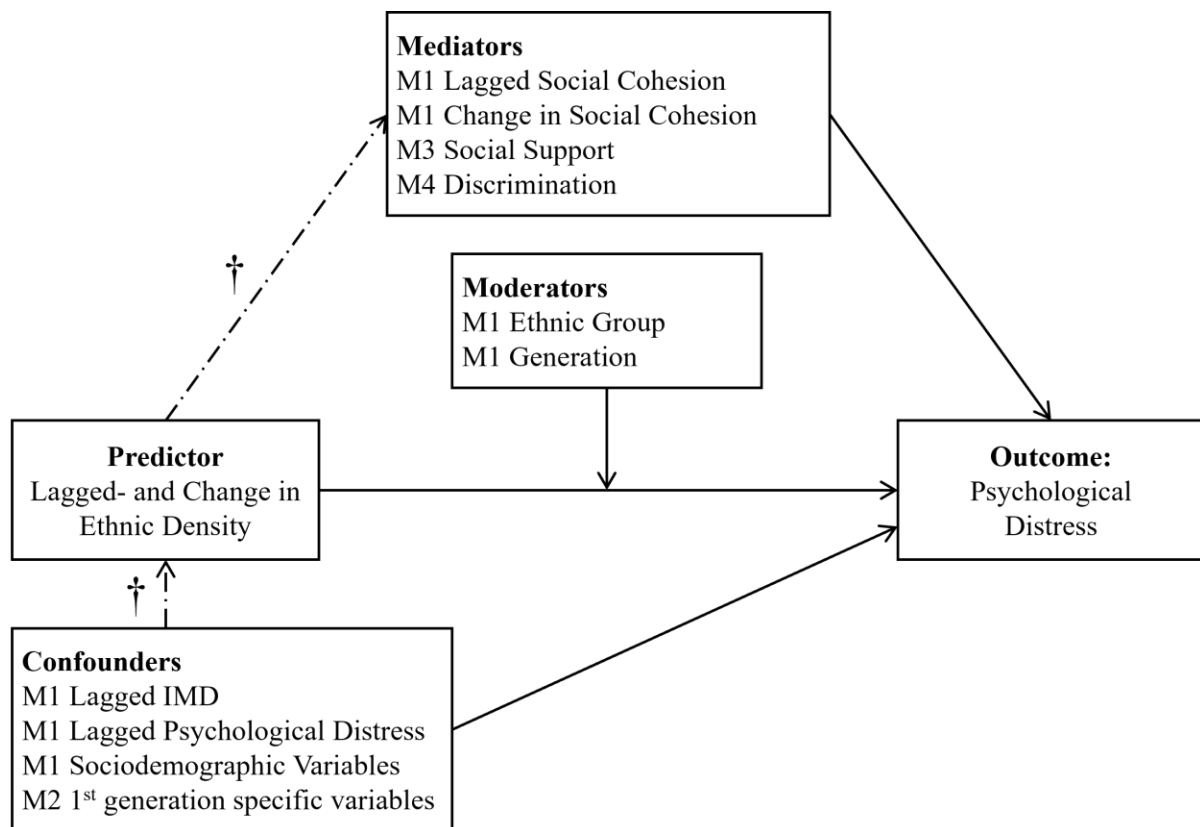 Mediators
M1 Lagged Social Cohesion
M1 Change in Social Cohesion
M3 Social Support
M4 Discrimination
†
Moderators
M1 Ethnic Group
M1 Generation
Predictor
Lagged- and Change in
Ethnic Density
Outcome:
Psychological
Distress
†
Confounders
M1 Lagged IMD
M1 Lagged Psychological Distress
M1 Sociodemographic Variables
M2 1st generation specific variables